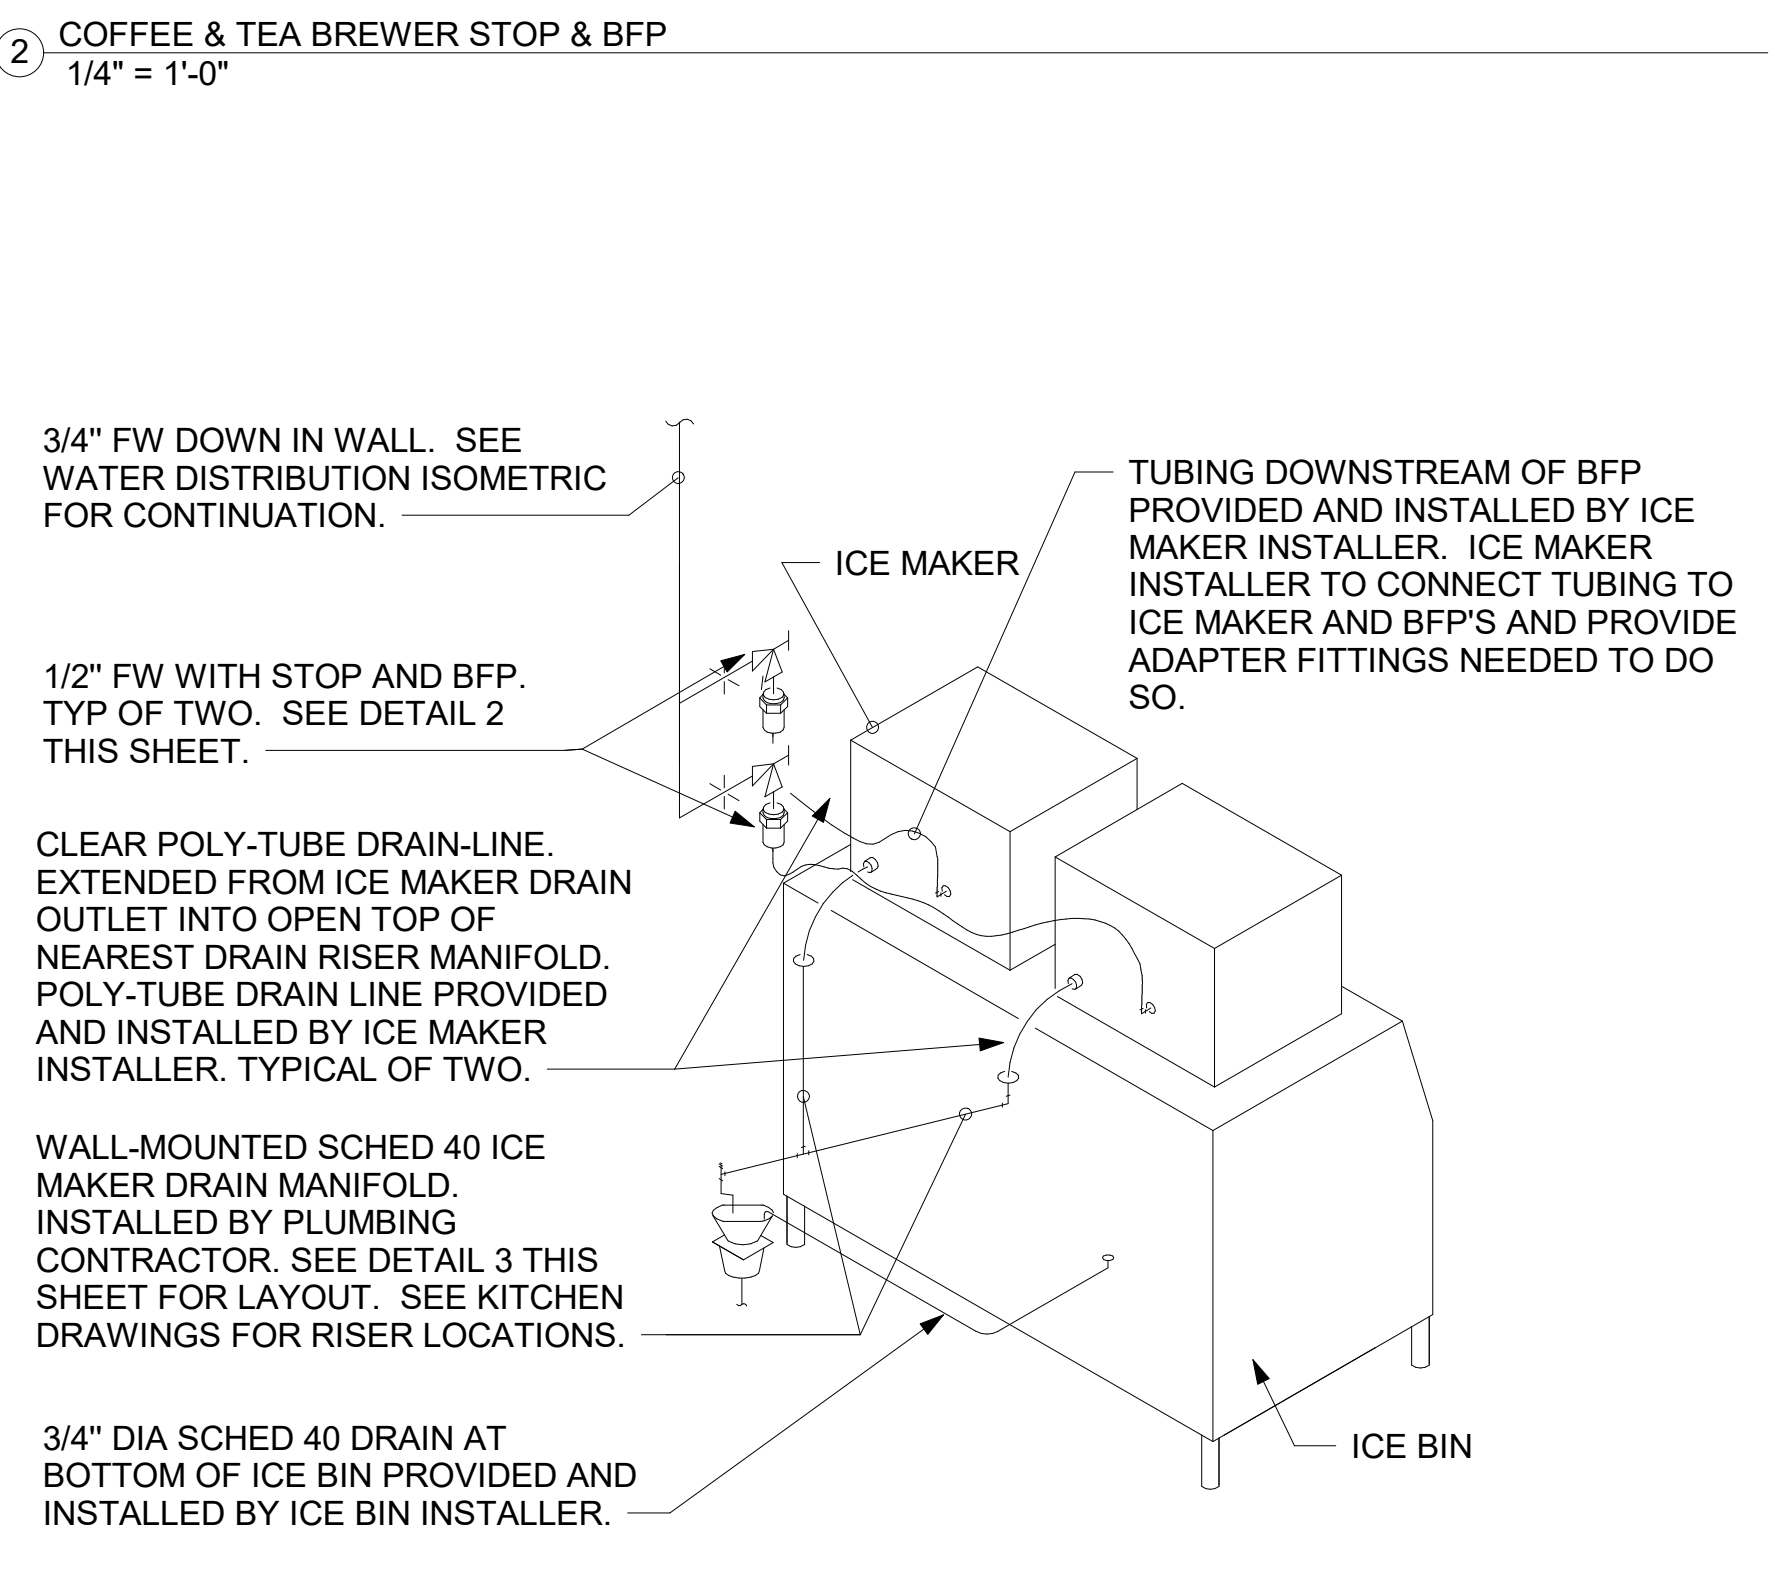 2
COFFEE & TEA BREWER STOP & BFP
1/4" = 1'-0"
3/4" FW DOWN IN WALL.  SEE
WATER DISTRIBUTION ISOMETRIC
FOR CONTINUATION.
TUBING DOWNSTREAM OF BFP
PROVIDED AND INSTALLED BY ICE
MAKER INSTALLER.  ICE MAKER
INSTALLER TO CONNECT TUBING TO
ICE MAKER AND BFP'S AND PROVIDE
ADAPTER FITTINGS NEEDED TO DO
SO.
ICE MAKER
1/2" FW WITH STOP AND BFP.
TYP OF TWO.  SEE DETAIL 2
THIS SHEET.
CLEAR POLY-TUBE DRAIN-LINE.
EXTENDED FROM ICE MAKER DRAIN
OUTLET INTO OPEN TOP OF
NEAREST DRAIN RISER MANIFOLD.
POLY-TUBE DRAIN LINE PROVIDED
AND INSTALLED BY ICE MAKER
INSTALLER. TYPICAL OF TWO.
WALL-MOUNTED SCHED 40 ICE
MAKER DRAIN MANIFOLD.
INSTALLED BY PLUMBING
CONTRACTOR. SEE DETAIL 3 THIS
SHEET FOR LAYOUT.  SEE KITCHEN
DRAWINGS FOR RISER LOCATIONS.
3/4" DIA SCHED 40 DRAIN AT
BOTTOM OF ICE BIN PROVIDED AND
INSTALLED BY ICE BIN INSTALLER.
ICE BIN